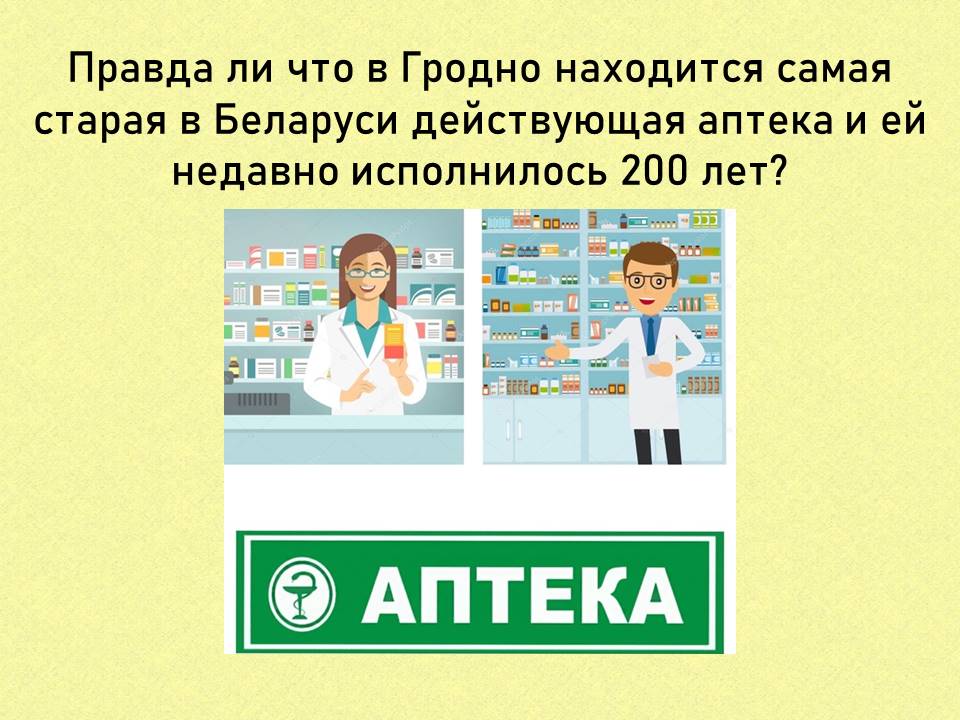 Правда ли что в Гродно находится самая
старая в Беларуси действующая аптека и ей
недавно исполнилось 200 лет?
АПТЕКА